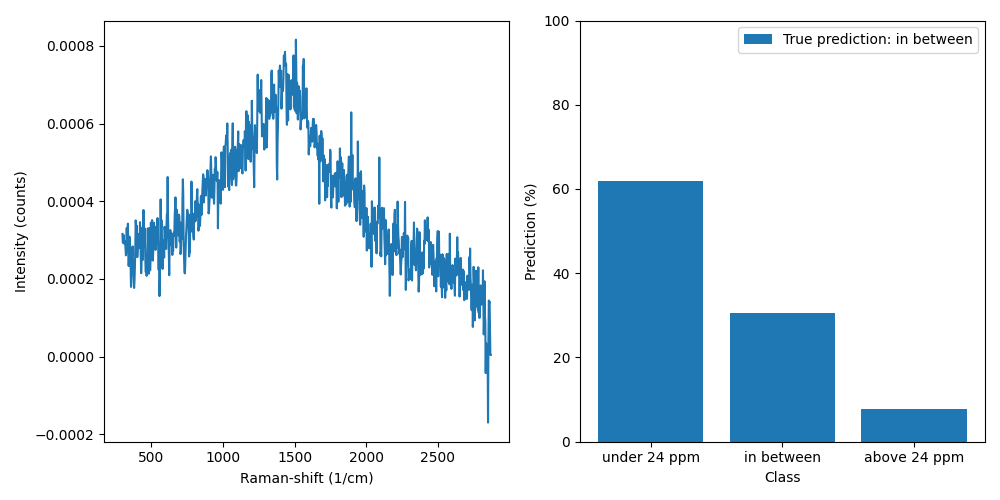 0.0008
0.0006
0.0004
0.0002
0.0000
−0.0002
Intensity (counts)
500 1000 1500 2000 2500
Raman-shift (1/cm)
100
80
60
40
20
0
Prediction (%)
True prediction: in between
under 24 ppm in between above 24 ppm
Class